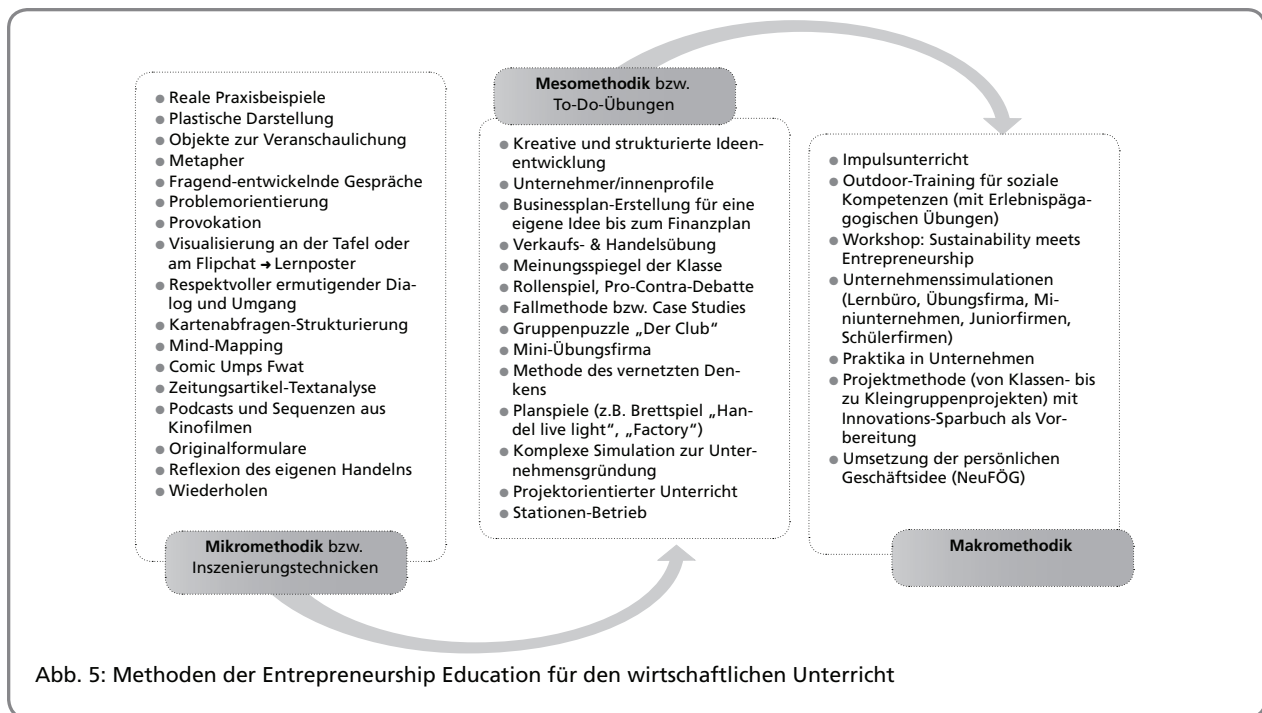 ● Reale Praxisbeispiele
● Plastische Darstellung
● Objekte zur Veranschaulichung
● Metapher
● Fragend-entwickelnde Gespräche
● Problemorientierung
● Provokation
● Visualisierung an der Tafel oder
am Flipchat → Lernposter
● Respektvoller ermutigender Dia-
log und Umgang
● Kartenabfragen-Strukturierung
● Mind-Mapping
● Comic Umps Fwat
● Zeitungsartikel-Textanalyse
● Podcasts und Sequenzen aus
Kinofilmen
● Originalformulare
● Reflexion des eigenen Handelns
● Wiederholen
Mikromethodik bzw.
Inszenierungstechnicken
Mesomethodik bzw.
To-Do-Übungen
● Kreative und strukturierte Ideen-
entwicklung
● Unternehmer/innenprofile
● Businessplan-Erstellung für eine
eigene Idee bis zum Finanzplan
● Verkaufs- & Handelsübung
● Meinungsspiegel der Klasse
● Rollenspiel, Pro-Contra-Debatte
● Fallmethode bzw. Case Studies
● Gruppenpuzzle „Der Club“
● Mini-Übungsfirma
● Methode des vernetzten Den-
kens
● Planspiele (z.B. Brettspiel „Han-
del live light“, „Factory“)
● Komplexe Simulation zur Unter-
nehmensgründung
● Projektorientierter Unterricht
● Stationen-Betrieb
● Impulsunterricht
● Outdoor-Training für soziale
Kompetenzen (mit Erlebnispäga-
gogischen Übungen)
● Workshop: Sustainability meets
Entrepreneurship
● Unternehmenssimulationen
(Lernbüro, Übungsfirma, Mi-
niunternehmen, Juniorfirmen,
Schülerfirmen)
● Praktika in Unternehmen
● Projektmethode (von Klassen- bis
zu Kleingruppenprojekten) mit
Innovations-Sparbuch als Vor-
bereitung
● Umsetzung der persönlichen
Geschäftsidee (NeuFÖG)
Makromethodik
Abb. 5: Methoden der Entrepreneurship Education für den wirtschaftlichen Unterricht